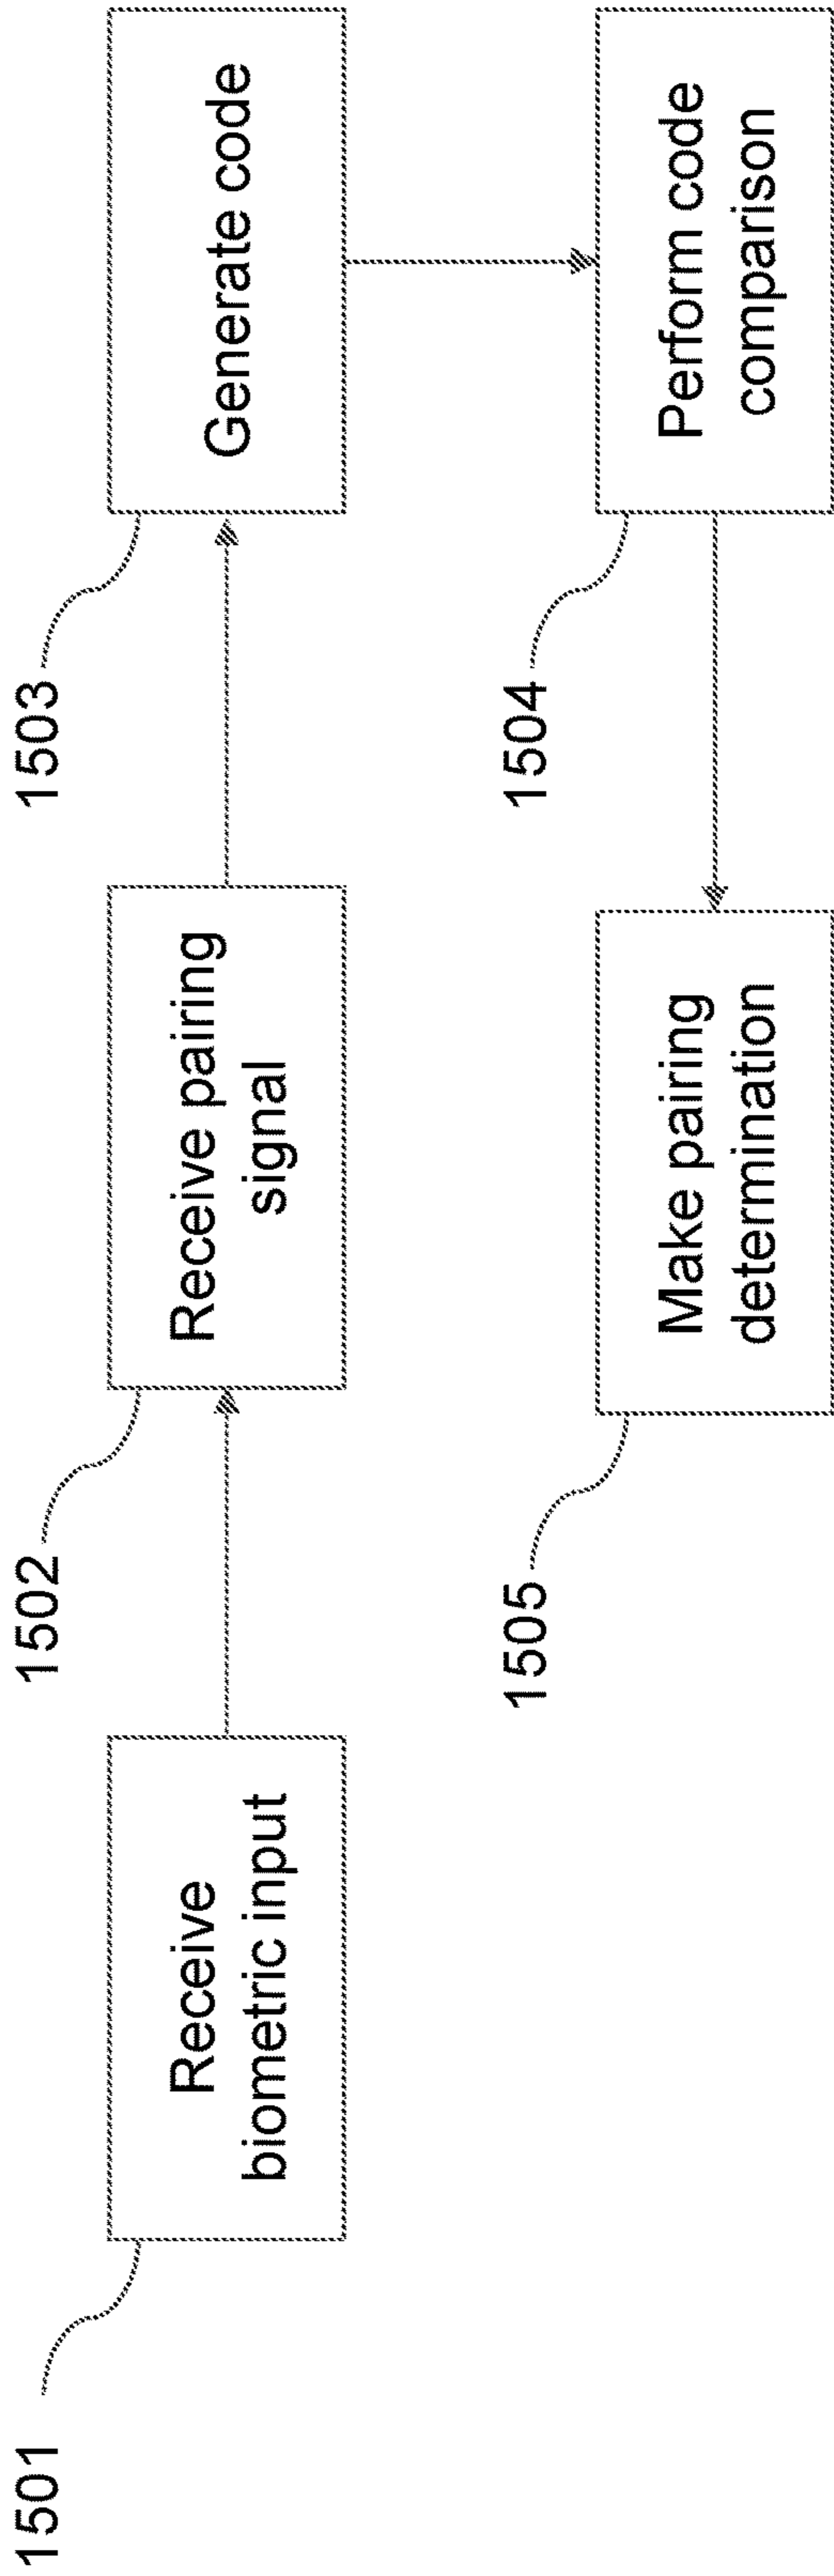 1501
Receive
biometric input
1502
Receive pairing
signal
1503
Generate code
1504
Perform code
comparison
1505
Make pairing
determination